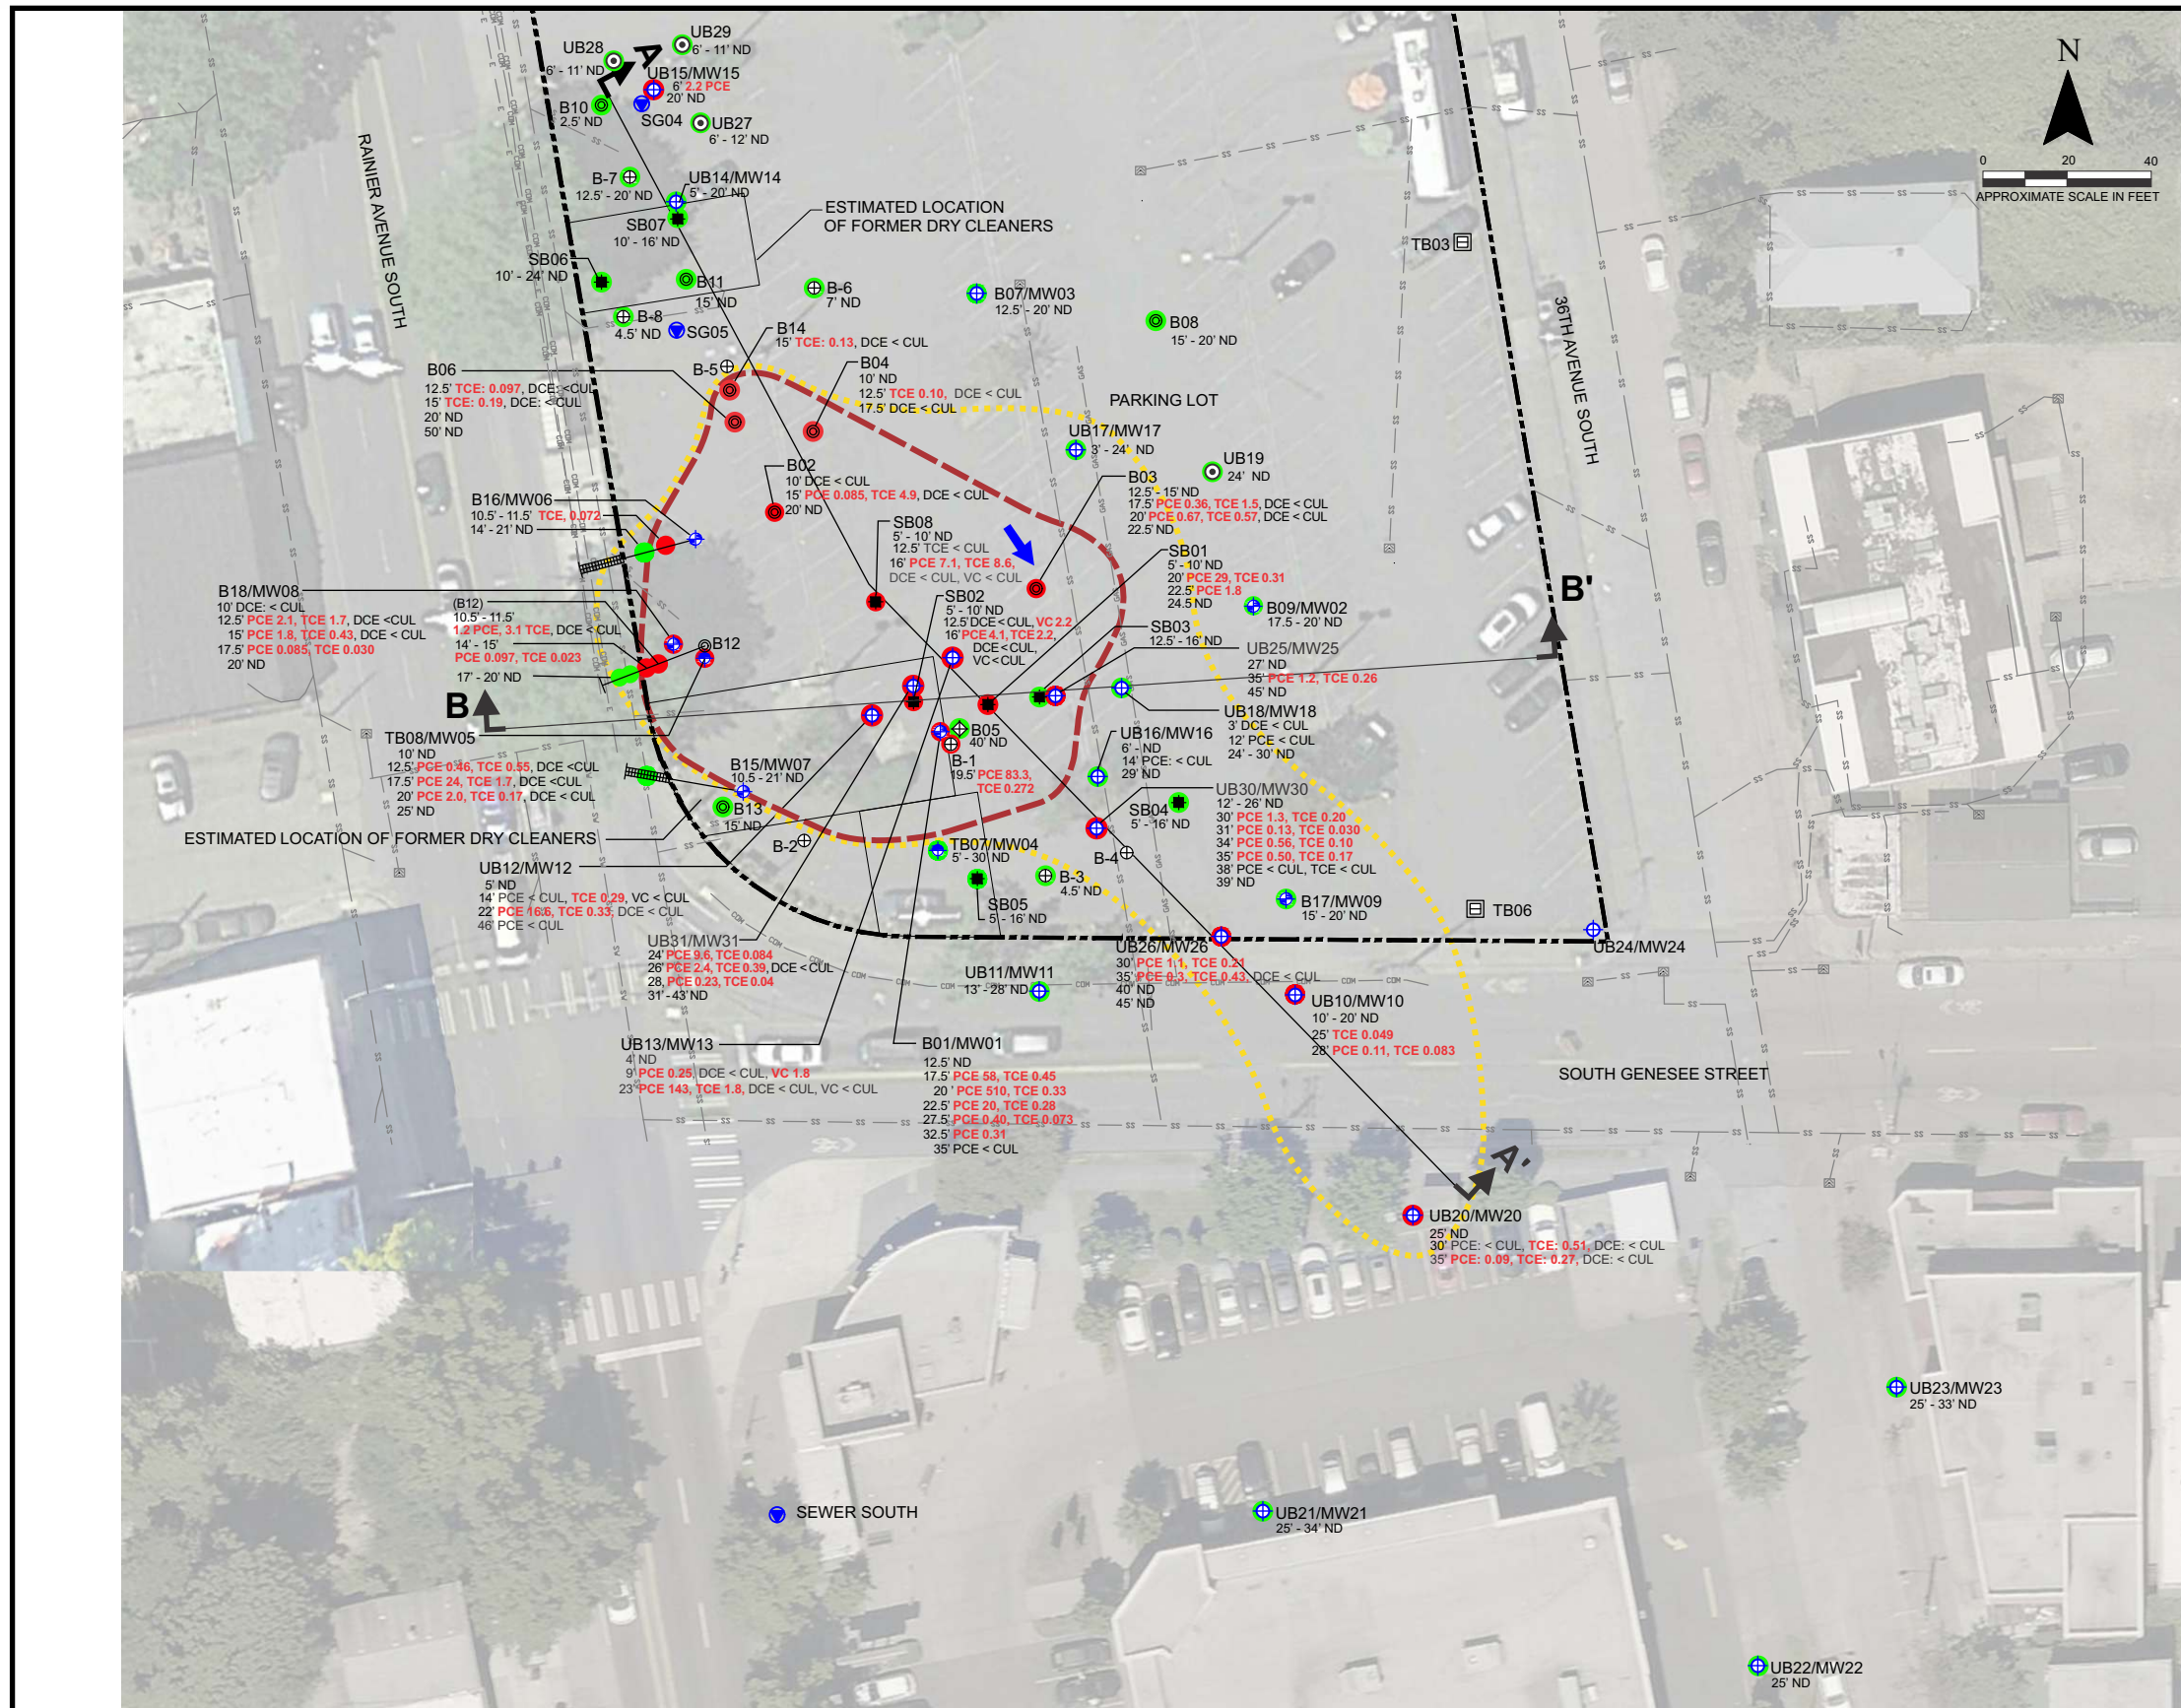 UB29
6' - 11' ND
UB28
6' - 11' ND
A
UB15/MW15
6' 2.2 PCE
20' ND
B10
2.5' ND
SG04
UB27
6' - 12' ND
B-7
12.5' - 20' ND
UB14/MW14
5' - 20' ND
SB07
10' - 16' ND
ESTIMATED LOCATION
OF FORMER DRY CLEANERS
SB06
10' - 24' ND
B11
15' ND
B-6
7' ND
B07/MW03
12.5' - 20' ND
B08
15' - 20' ND
TB03
B-8
4.5' ND
SG05
N
0 20 40
APPROXIMATE SCALE IN FEET
RAINIER AVENUE SOUTH
36TH AVENUE SOUTH
B14
15' TCE: 0.13, DCE < CUL
B-5
B04
10' ND
12.5' TCE 0.10, DCE < CUL
17.5' DCE < CUL
B06
12.5' TCE: 0.097, DCE: <CUL
15' TCE: 0.19, DCE: < CUL
20' ND
50' ND
PARKING LOT
UB17/MW17
3' - 24' ND
UB19
24' ND
B02
10' DCE < CUL
15' PCE 0.085, TCE 4.9, DCE < CUL
20' ND
B03
12.5' - 15' ND
17.5' PCE 0.36, TCE 1.5, DCE < CUL
20' PCE 0.67, TCE 0.57, DCE < CUL
22.5' ND
B16/MW06
10.5' - 11.5' TCE, 0.072
14' - 21' ND
SB08
5' - 10' ND
12.5' TCE < CUL
16' PCE 7.1, TCE 8.6,
DCE < CUL, VC < CUL
SB01
5' - 10' ND
20' PCE 29, TCE 0.31
22.5' PCE 1.8
24.5 ND
B18/MW08
10' DCE: < CUL
12.5' PCE 2.1, TCE 1.7, DCE <CUL
15' PCE 1.8, TCE 0.43, DCE < CUL
17.5' PCE 0.085, TCE 0.030
20' ND
(B12)
10.5' - 11.5'
1.2 PCE, 3.1 TCE, DCE < CUL
14' - 15'
PCE 0.097, TCE 0.023
17' - 20' ND
B12
SB02
5' - 10' ND
12.5' DCE<CUL, VC 2.2
16' PCE 4.1, TCE 2.2,
DCE<CUL,
VC<CUL
SB03
12.5' - 16' ND
B09/MW02
17.5' - 20' ND
B'
UB25/MW25
27' ND
35' PCE 1.2, TCE 0.26
45' ND
B
UB18/MW18
3' DCE < CUL
12' PCE < CUL
24' - 30' ND
TB08/MW05
10' ND
12.5' PCE 0.46, TCE 0.55, DCE <CUL
17.5' PCE 24, TCE 1.7, DCE <CUL
20' PCE 2.0, TCE 0.17, DCE < CUL
25' ND
B05
40' ND
B-1
19.5' PCE 83.3,
TCE 0.272
UB16/MW16
6' - ND
14' PCE: < CUL
29' ND
B15/MW07
10.5 - 21' ND
B13
15' ND
SB04
5' - 16' ND
UB30/MW30
12' - 26' ND
30' PCE 1.3, TCE 0.20
31' PCE 0.13, TCE 0.030
34' PCE 0.56, TCE 0.10
35' PCE 0.50, TCE 0.17
38' PCE < CUL, TCE < CUL
39' ND
ESTIMATED LOCATION OF FORMER DRY CLEANERS
B-2
TB07/MW04
5' - 30' ND
B-4
B-3
4.5' ND
UB12/MW12
5' ND
14' PCE < CUL, TCE 0.29, VC < CUL
22' PCE 16.6, TCE 0.33, DCE < CUL
46' PCE < CUL
SB05
5' - 16' ND
B17/MW09
15' - 20' ND
TB06
UB31/MW31
24' PCE 9.6, TCE 0.084
26' PCE 2.4, TCE 0.39, DCE < CUL
28, PCE 0.23, TCE 0.04
31' - 43' ND
UB24/MW24
UB26/MW26
30' PCE 1.1, TCE 0.21
35' PCE 0.3, TCE 0.43, DCE < CUL
40' ND
45' ND
UB11/MW11
13' - 28' ND
UB10/MW10
10' - 20' ND
25' TCE 0.049
28' PCE 0.11, TCE 0.083
UB13/MW13
4' ND
9' PCE 0.25, DCE < CUL, VC 1.8
23' PCE 143, TCE 1.8, DCE < CUL, VC < CUL
B01/MW01
12.5' ND
17.5' PCE 58, TCE 0.45
20 ' PCE 510, TCE 0.33
22.5' PCE 20, TCE 0.28
27.5' PCE 0.40, TCE 0.073
32.5' PCE 0.31
35' PCE < CUL
SOUTH GENESEE STREET
A'
UB20/MW20
25' ND
30' PCE: < CUL, TCE: 0.51, DCE: < CUL
35' PCE: 0.09, TCE: 0.27, DCE: < CUL
UB23/MW23
25' - 33' ND
SEWER SOUTH
UB21/MW21
25' - 34' ND
UB22/MW22
25' ND